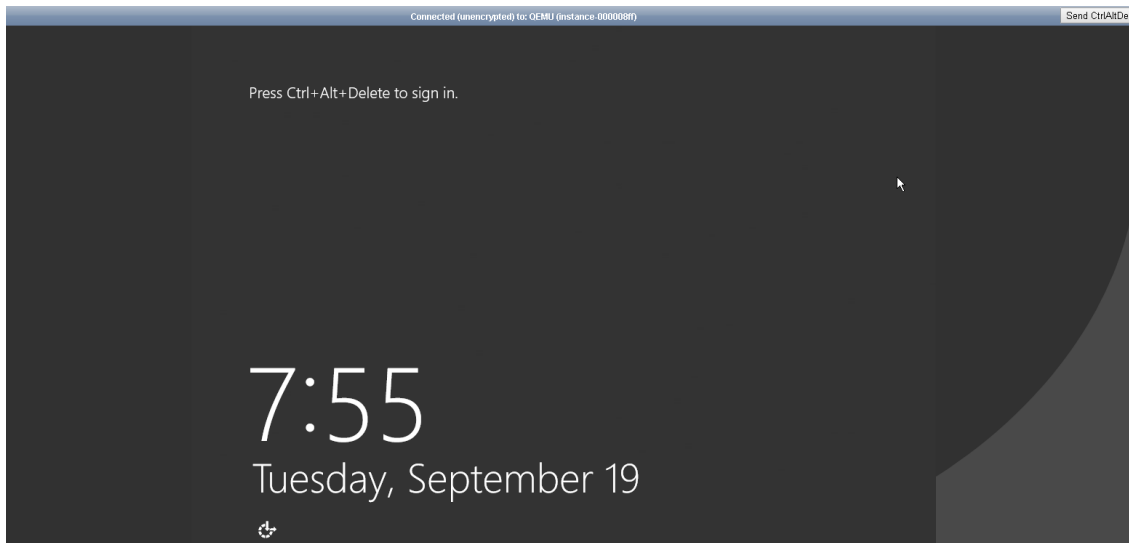 Connected (unencrypted) to: QEMU (instance-000008ff)
Send CtrlAltDe
Press Ctrl+Alt+Delete to sign in.
7:55
Tuesday, September 19